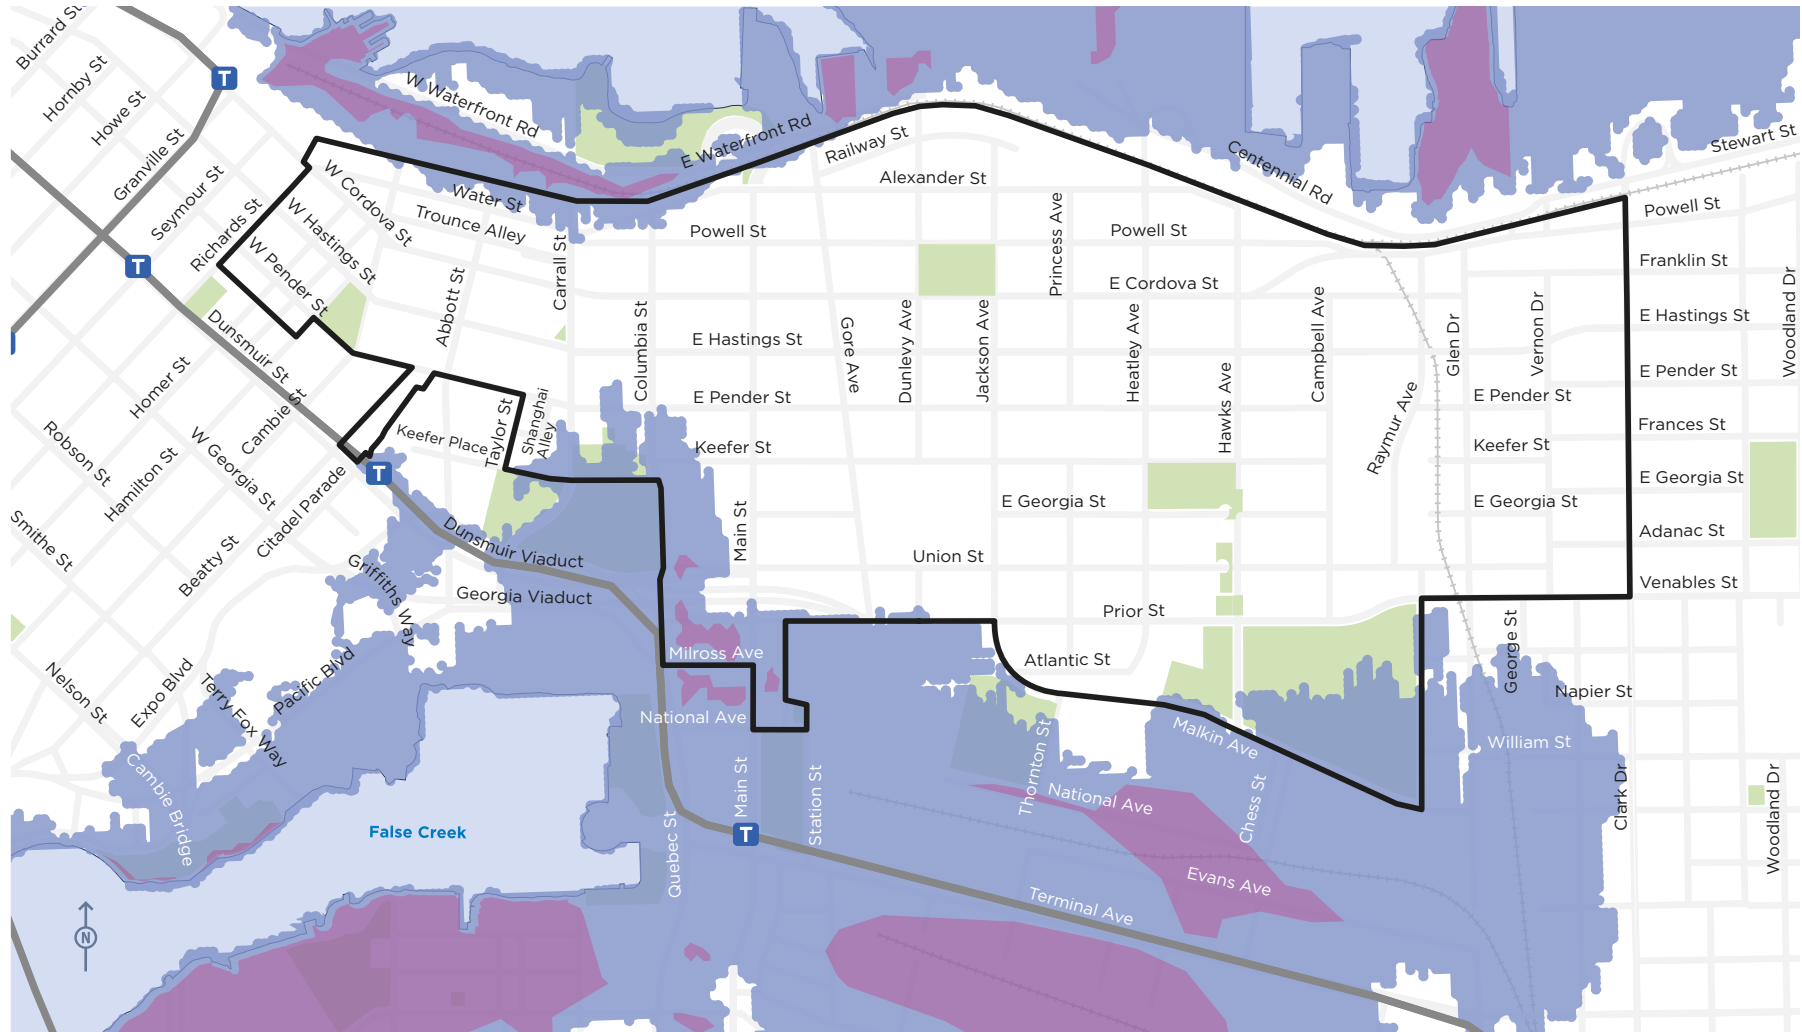 Burrard St
Hornby St
Howe St
Granville St
Seymour St
Richards St
T
T
W Waterfront Rd
E Waterfront Rd
Railway St
Centennial Rd
Stewart St
W Cordova St
Water St
Trounce Alley
W Hastings St
W Pender St
Alexander St
Powell St
Powell St
Powell St
Princess Ave
E Cordova St
Franklin St
Carrall St
Abbott St
Columbia St
E Hastings St
E Hastings St
Gore Ave
Dunlevy Ave
Jackson Ave
Heatley Ave
Hawks Ave
Campbell Ave
Raymur Ave
Glen Dr
Vernon Dr
Woodland Dr
Dunsmuir St
Homer St
Cambie St
Robson St
Hamilton St
W Georgia St
Citadel Parade
Keefer Place
Taylor St
Shanghai
Alley
E Pender St
E Pender St
E Pender St
Keefer St
Keefer St
Frances St
E Georgia St
E Georgia St
E Georgia St
Adanac St
T
Smithe St
Beatty St
Griffiths Way
Dunsmuir Viaduct
Georgia Viaduct
Main St
Union St
Venables St
Prior St
Milross Ave
Atlantic St
George St
Napier St
Nelson St
Expo Blvd
Terry Fox Way
Pacific Blvd
National Ave
Malkin Ave
William St
Cambie Bridge
False Creek
Quebec St
Main St
T
Station St
Thornton St
National Ave
Chess St
Clark Dr
Woodland Dr
Evans Ave
Terminal Ave
N